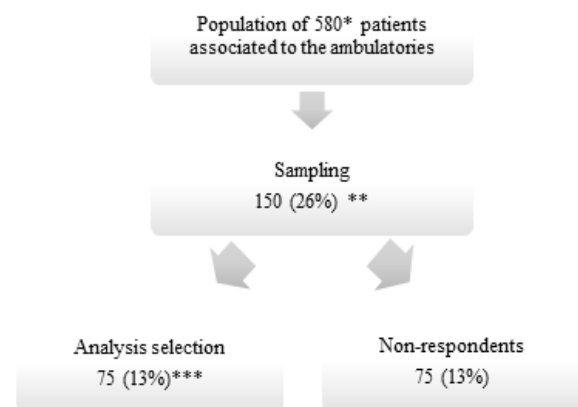 Population of 580* patients
associated to the ambulatories
Sampling
150 (26%) **
Analysis selection
75 (13%)***
Non-respondents
75 (13%)